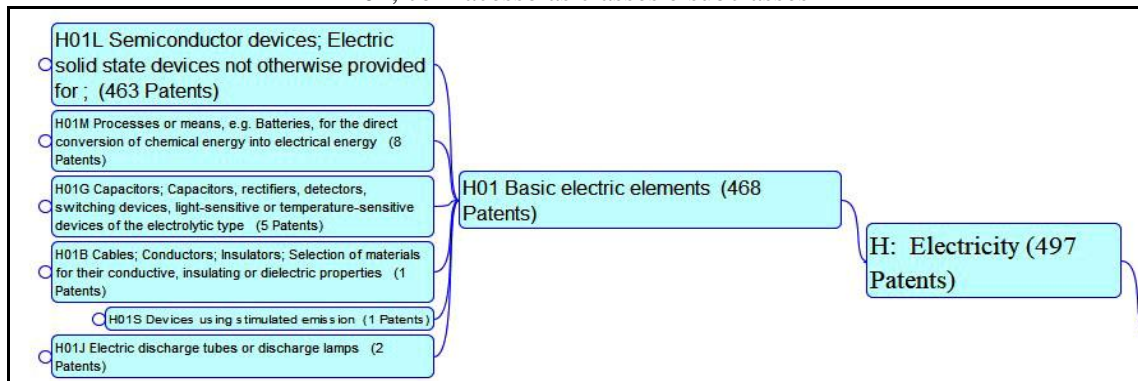 H01L Semiconductor devices; Electric
solid state devices not otherwise provided
for ; (463 Patents)
H01M Processes or means, e.g. Batteries, for the direct
conversion of chemical energy into electrical energy (8
Patents)
H01G Capacitors; Capacitors, rectifiers, detectors,
switching devices, light-sensitive or temperature-sensitive
devices of the electrolytic type (5 Patents)
H01B Cables; Conductors; Insulators; Selection of materials
for their conductive, insulating or dielectric properties (1
Patents)
H01S Devices using stimulated emission (1 Patents)
H01J Electric discharge tubes or discharge lamps (2
Patents)
H01 Basic electric elements (468
Patents)
H: Electricity (497
Patents)